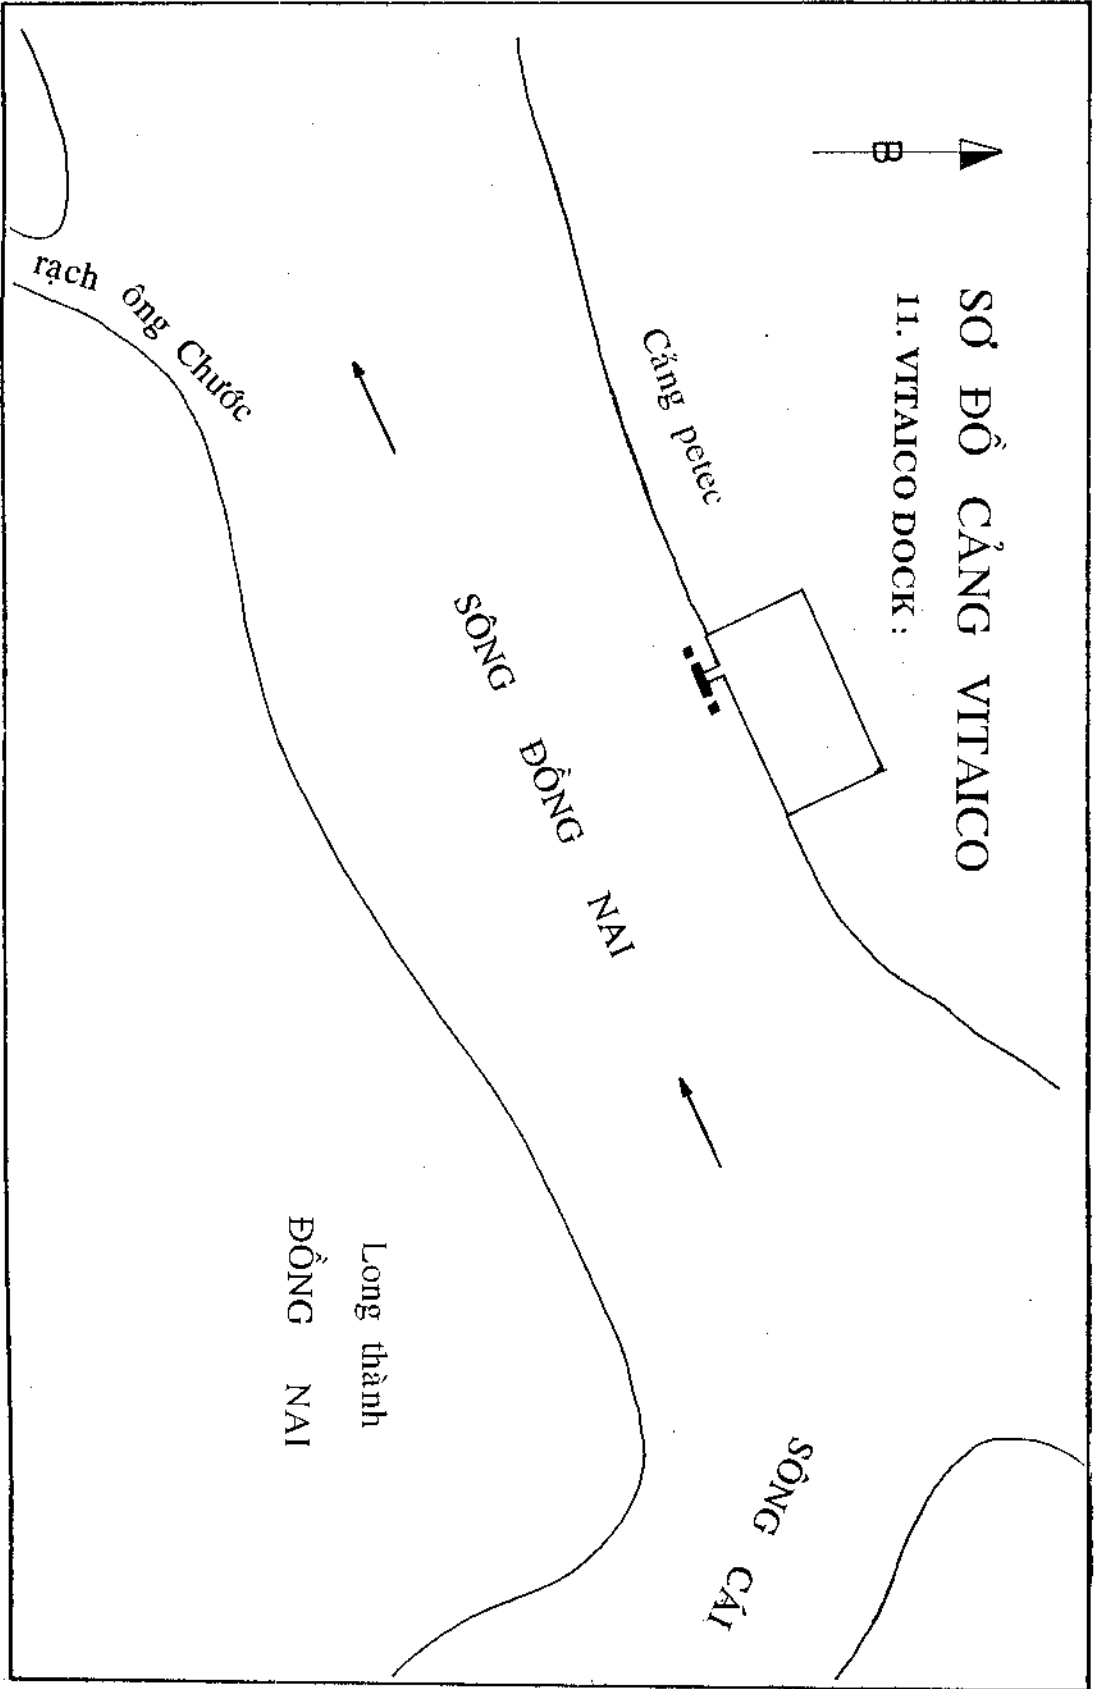 B
SƠ ĐỒ CẢNG VITAICO
11. VITAICO DOCK :
Cảng petec
rạch ông Chước
SÔNG ĐỒNG NAI
SÔNG CÁI
Long thành
ĐỒNG NAI